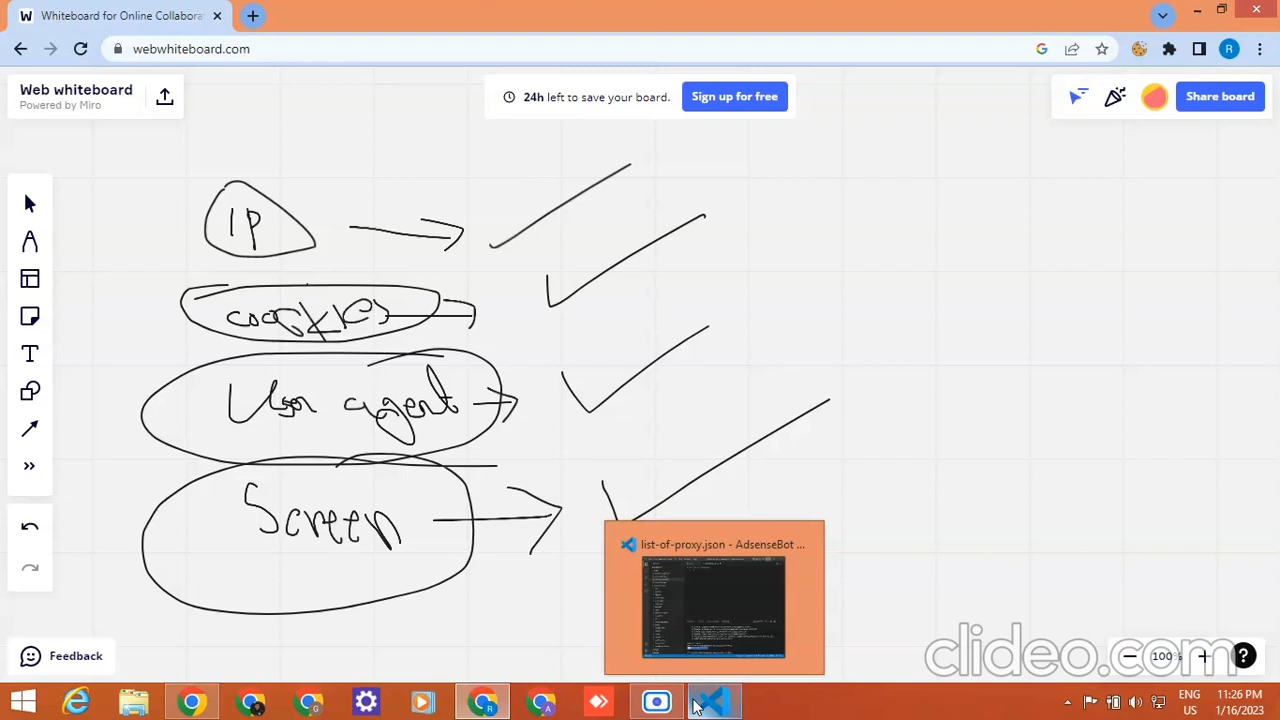 Whiteboard for Online Collaborat
webwhiteboard.com
R
Web whiteboard
Powered by Miro
24h left to save your board.
Sign up for free
Share board
IP
cookies
User agent
Screen
T
list-of-proxy.json - AdsenseBot ...
clideo.com
100
?
G
R
A
ENG
US
11:26 PM
1/16/2023